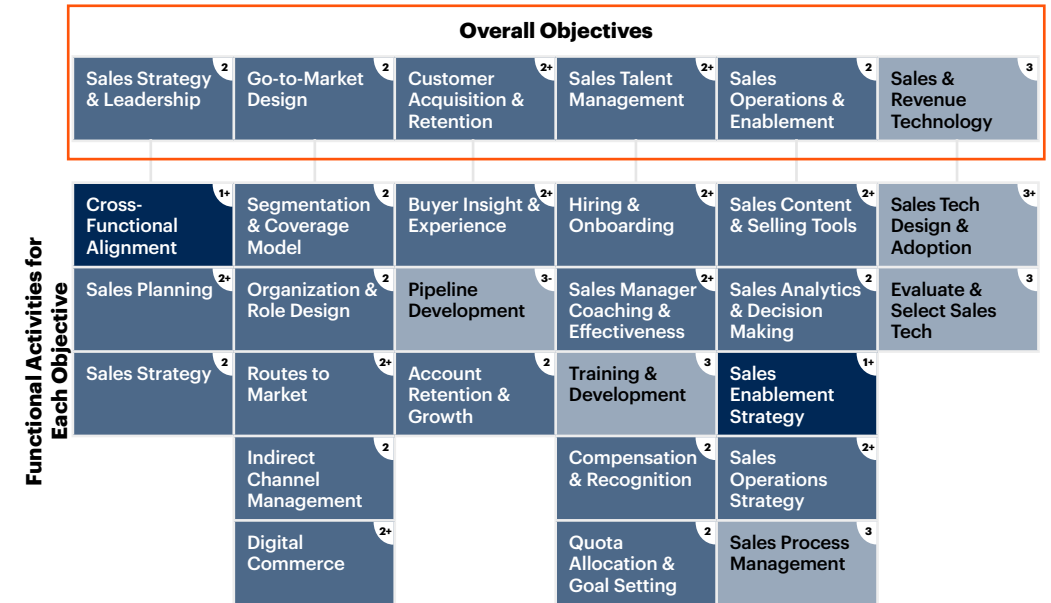 Overall Objectives
Sales Strategy
& Leadership
2
Go-to-Market
Design
2
Customer
Acquisition &
Retention
2+
Sales Talent
Management
2+
Sales
Operations &
Enablement
2
Sales &
Revenue
Technology
3
Functional Activities for
Each Objective
Cross-
Functional
Alignment
1+
Segmentation
& Coverage
Model
2
Buyer Insight &
Experience
2+
Hiring &
Onboarding
2+
Sales Content
& Selling Tools
2+
Sales Tech
Design &
Adoption
3+
Sales Planning
2+
Organization &
Role Design
2
Pipeline
Development
3-
Sales Manager
Coaching &
Effectiveness
2+
Sales Analytics
& Decision
Making
2
Evaluate &
Select Sales
Tech
3
Sales Strategy
2
Routes to
Market
2+
Account
Retention &
Growth
2
Training &
Development
3
Sales
Enablement
Strategy
1+
Indirect
Channel
Management
2
Compensation
& Recognition
2
Sales
Operations
Strategy
2+
Digital
Commerce
2+
Quota
Allocation &
Goal Setting
2
Sales Process
Management
3